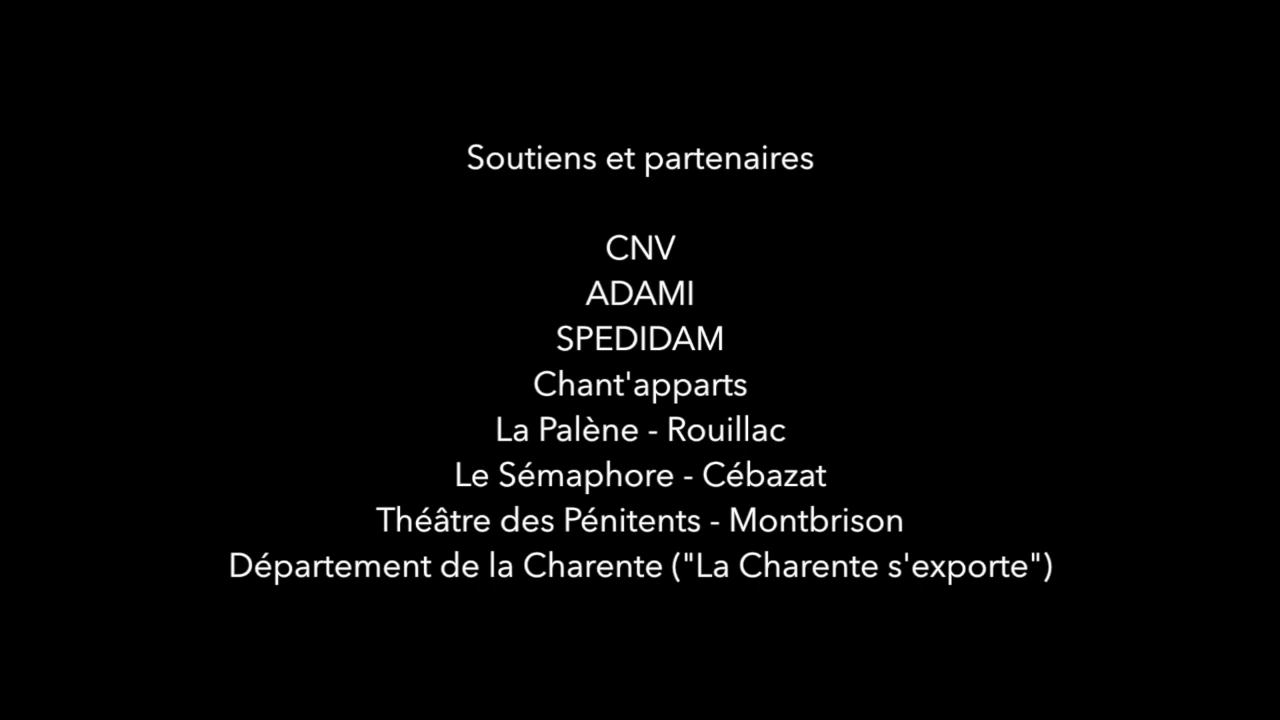 Soutiens et partenaires
CNV
ADAMI
SPEDIDAM
Chant'apparts
La Palène - Rouillac
Le Sémaphore - Cébazat
Théâtre des Pénitents - Montbrison
Département de la Charente ("La Charente s'exporte")